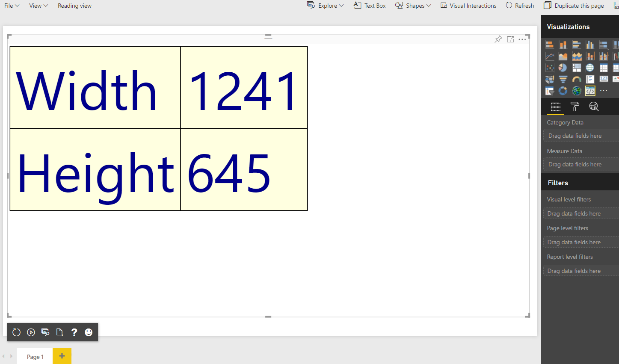 File View Reading view Explore Text Box Shapes Visual Interactions Refresh Duplicate this page
Visualizations
Width 1241
Height 645
Category Data
Drag data fields here
Measure Data
Drag data fields here
Filters
Visual level filters
Drag data fields here
Page level filters
Drag data fields here
Report level filters
Drag data fields here
Page 1 +